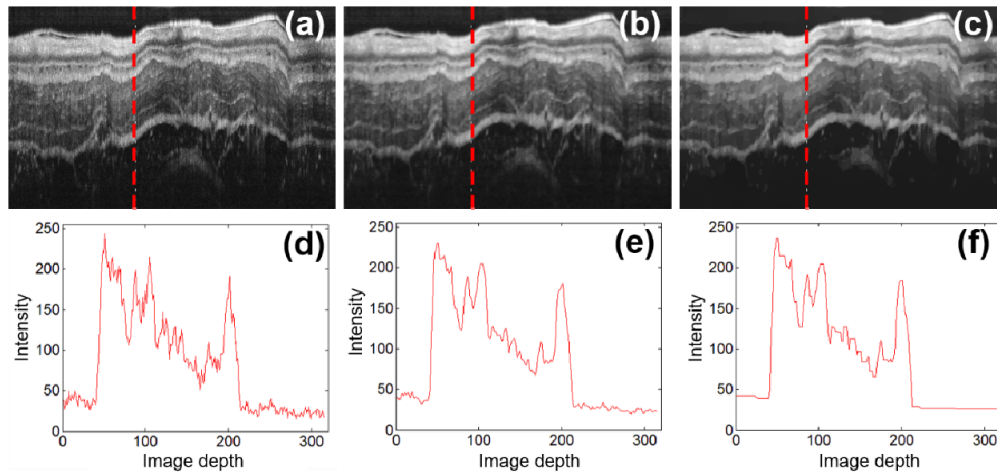 (a) (b) (c)
(d) (e) (f)
250 250 250
200 200 200
150 150 150
100 100 100
50 50 50
0 0 0
0 100 200 300 0 100 200 300 0 100 200 300
Intensity Intensity Intensity
Image depth Image depth Image depth